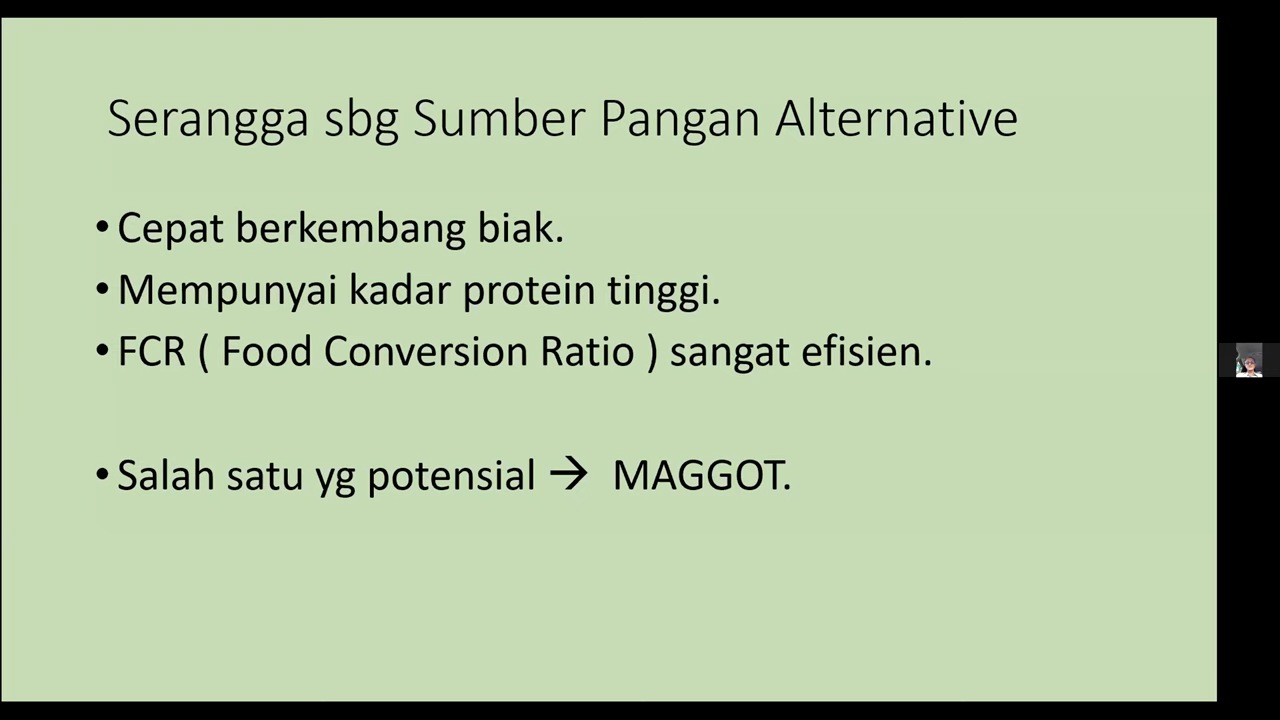 Serangga sbg Sumber Pangan Alternative
• Cepat berkembang biak.
• Mempunyai kadar protein tinggi.
• FCR ( Food Conversion Ratio ) sangat efisien.
• Salah satu yg potensial → MAGGOT.